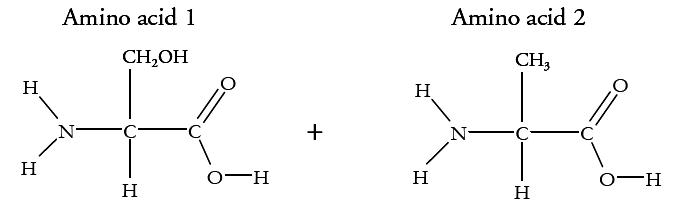 Amino acid 1 Amino acid 2
CH₂OH CH₃
H O H O
N C C + N C C
H H O H H H O H